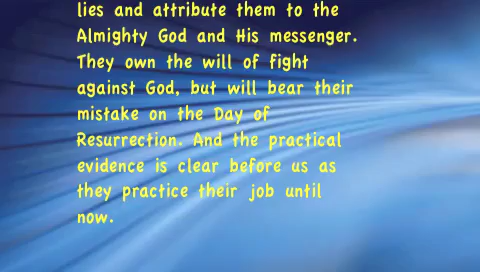 lies and attribute them to the
Almighty God and His messenger.
They own the will of fight
against God, but will bear their
mistake on the Day of
Resurrection. And the practical
evidence is clear before us as
they practice their job until
now.